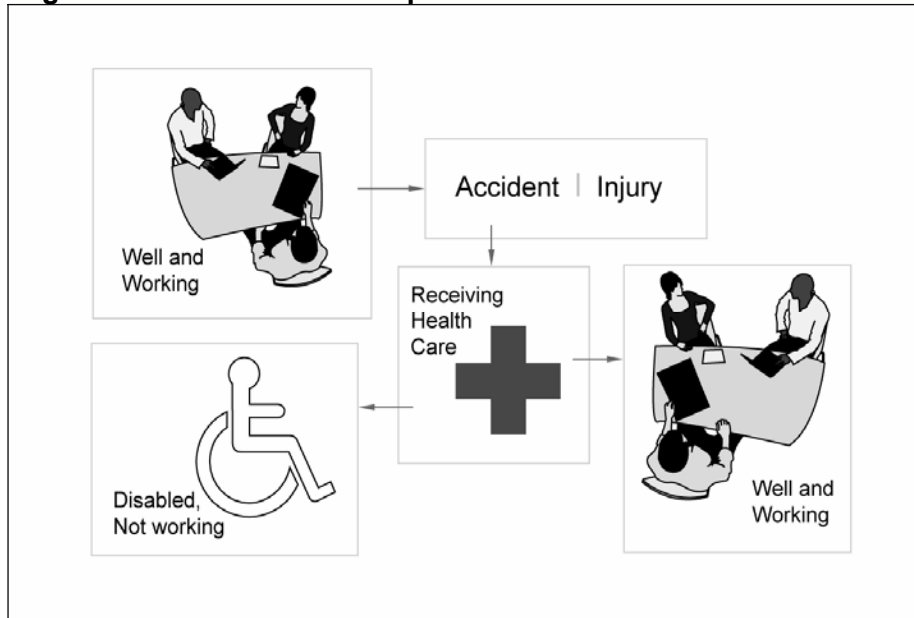 Well and
Working
Accident | Injury
Receiving
Health
Care
Disabled,
Not working
Well and
Working